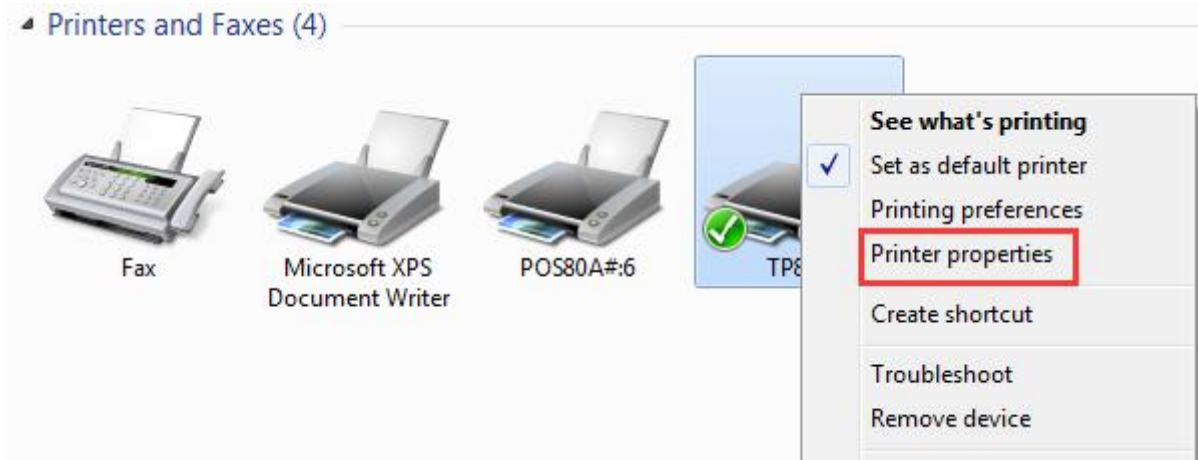 Printers and Faxes (4)
Fax
Microsoft XPS
Document Writer
POS80A#:6
See what's printing
Set as default printer
Printing preferences
Printer properties
Create shortcut
Troubleshoot
Remove device